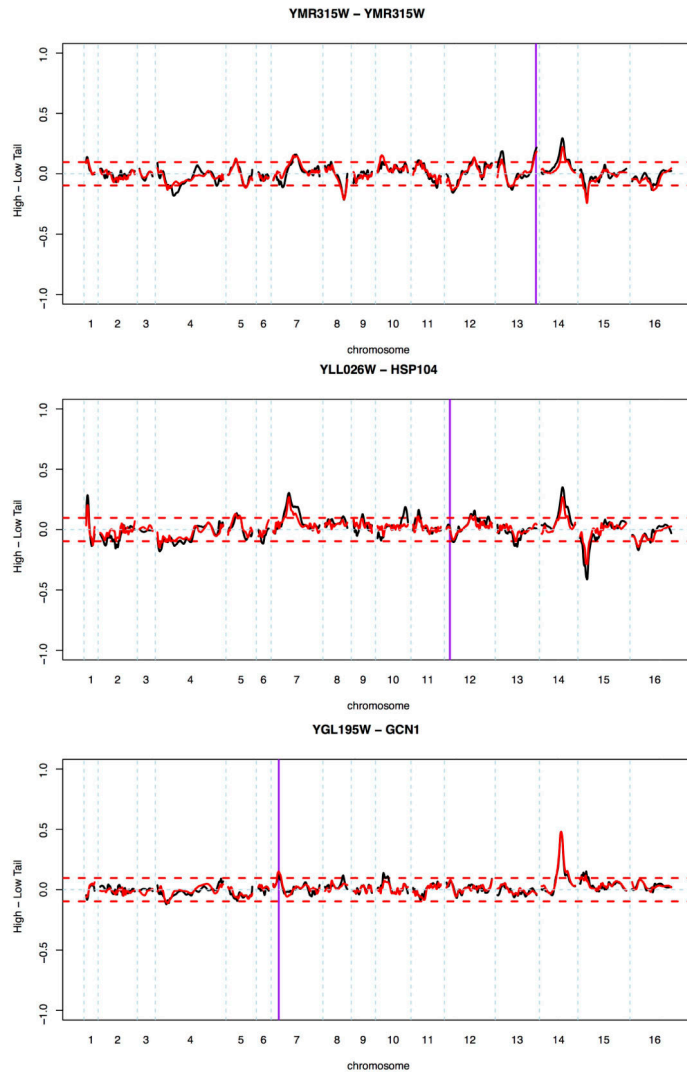 YMR315W – YMR315W
1.0
0.5
0.0
−0.5
−1.0
High – Low Tail
1 2 3 4 5 6 7 8 9 10 11 12 13 14 15 16
chromosome
YLL026W – HSP104
1.0
0.5
0.0
−0.5
−1.0
High – Low Tail
1 2 3 4 5 6 7 8 9 10 11 12 13 14 15 16
chromosome
YGL195W – GCN1
1.0
0.5
0.0
−0.5
−1.0
High – Low Tail
1 2 3 4 5 6 7 8 9 10 11 12 13 14 15 16
chromosome